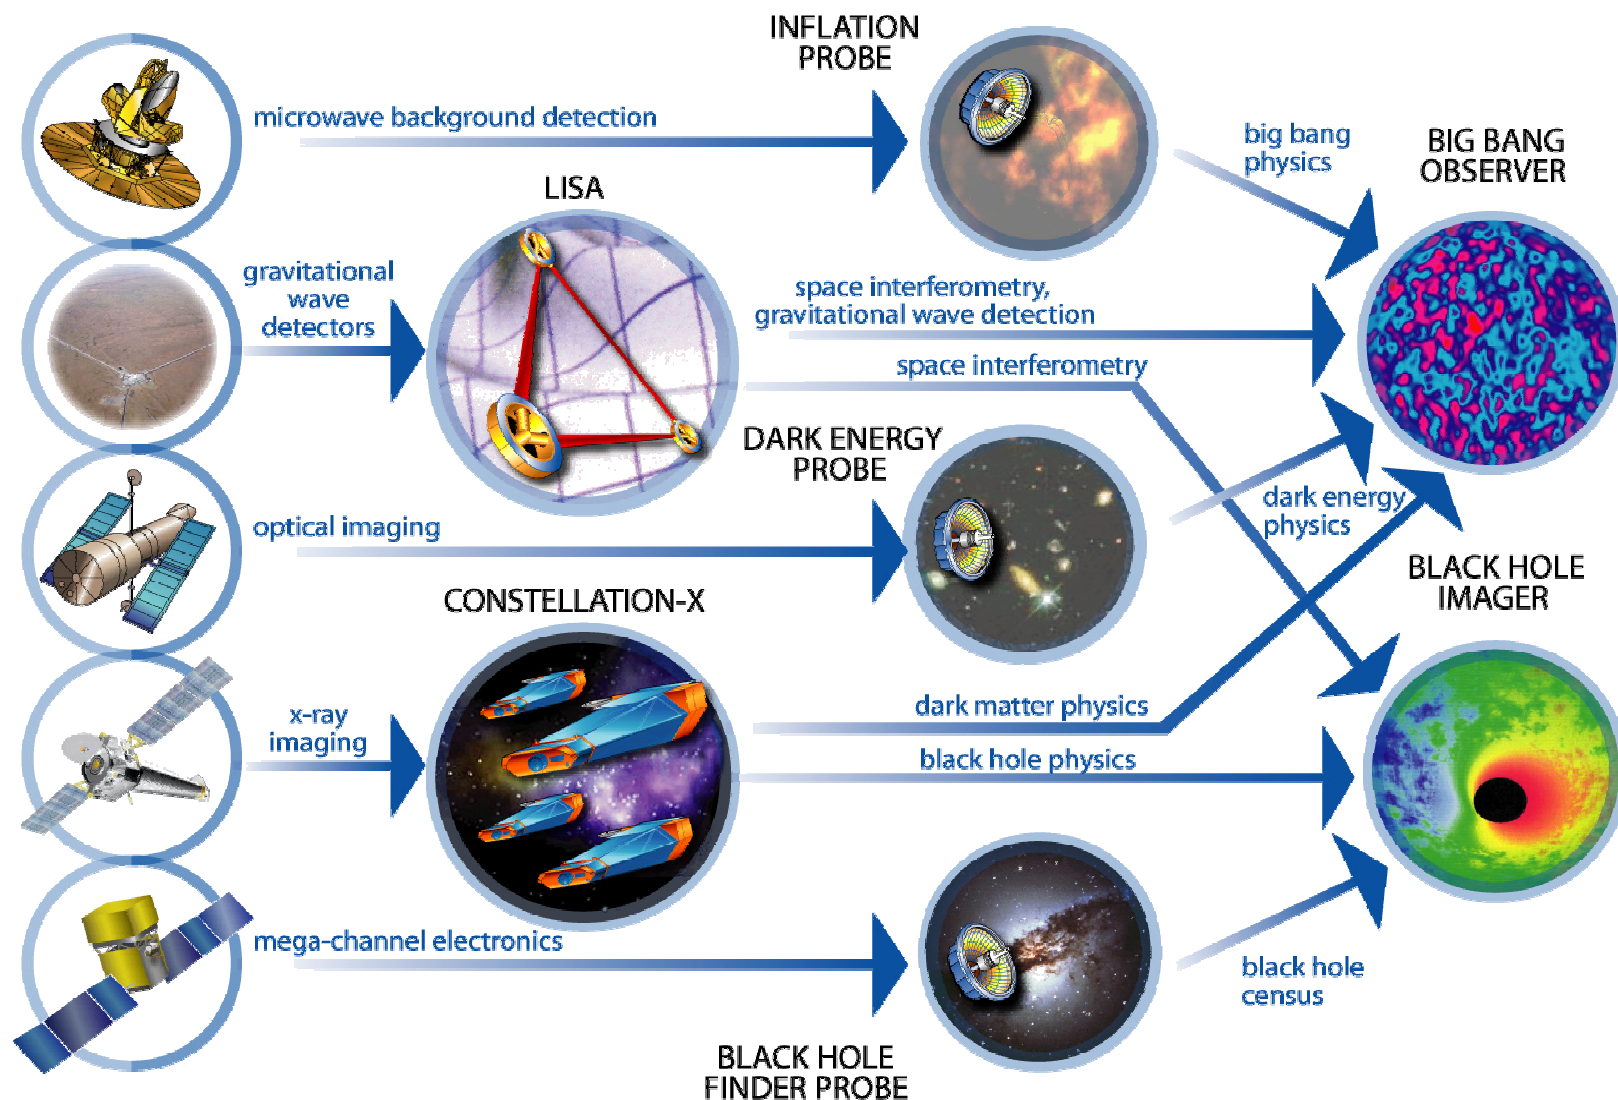 INFLATION
PROBE
microwave background detection
big bang
physics
BIG BANG
OBSERVER
LISA
gravitational
wave
detectors
space interferometry,
gravitational wave detection
space interferometry
DARK ENERGY
PROBE
optical imaging
dark energy
physics
BLACK HOLE
IMAGER
CONSTELLATION-X
x-ray
imaging
dark matter physics
black hole physics
mega-channel electronics
black hole
census
BLACK HOLE
FINDER PROBE